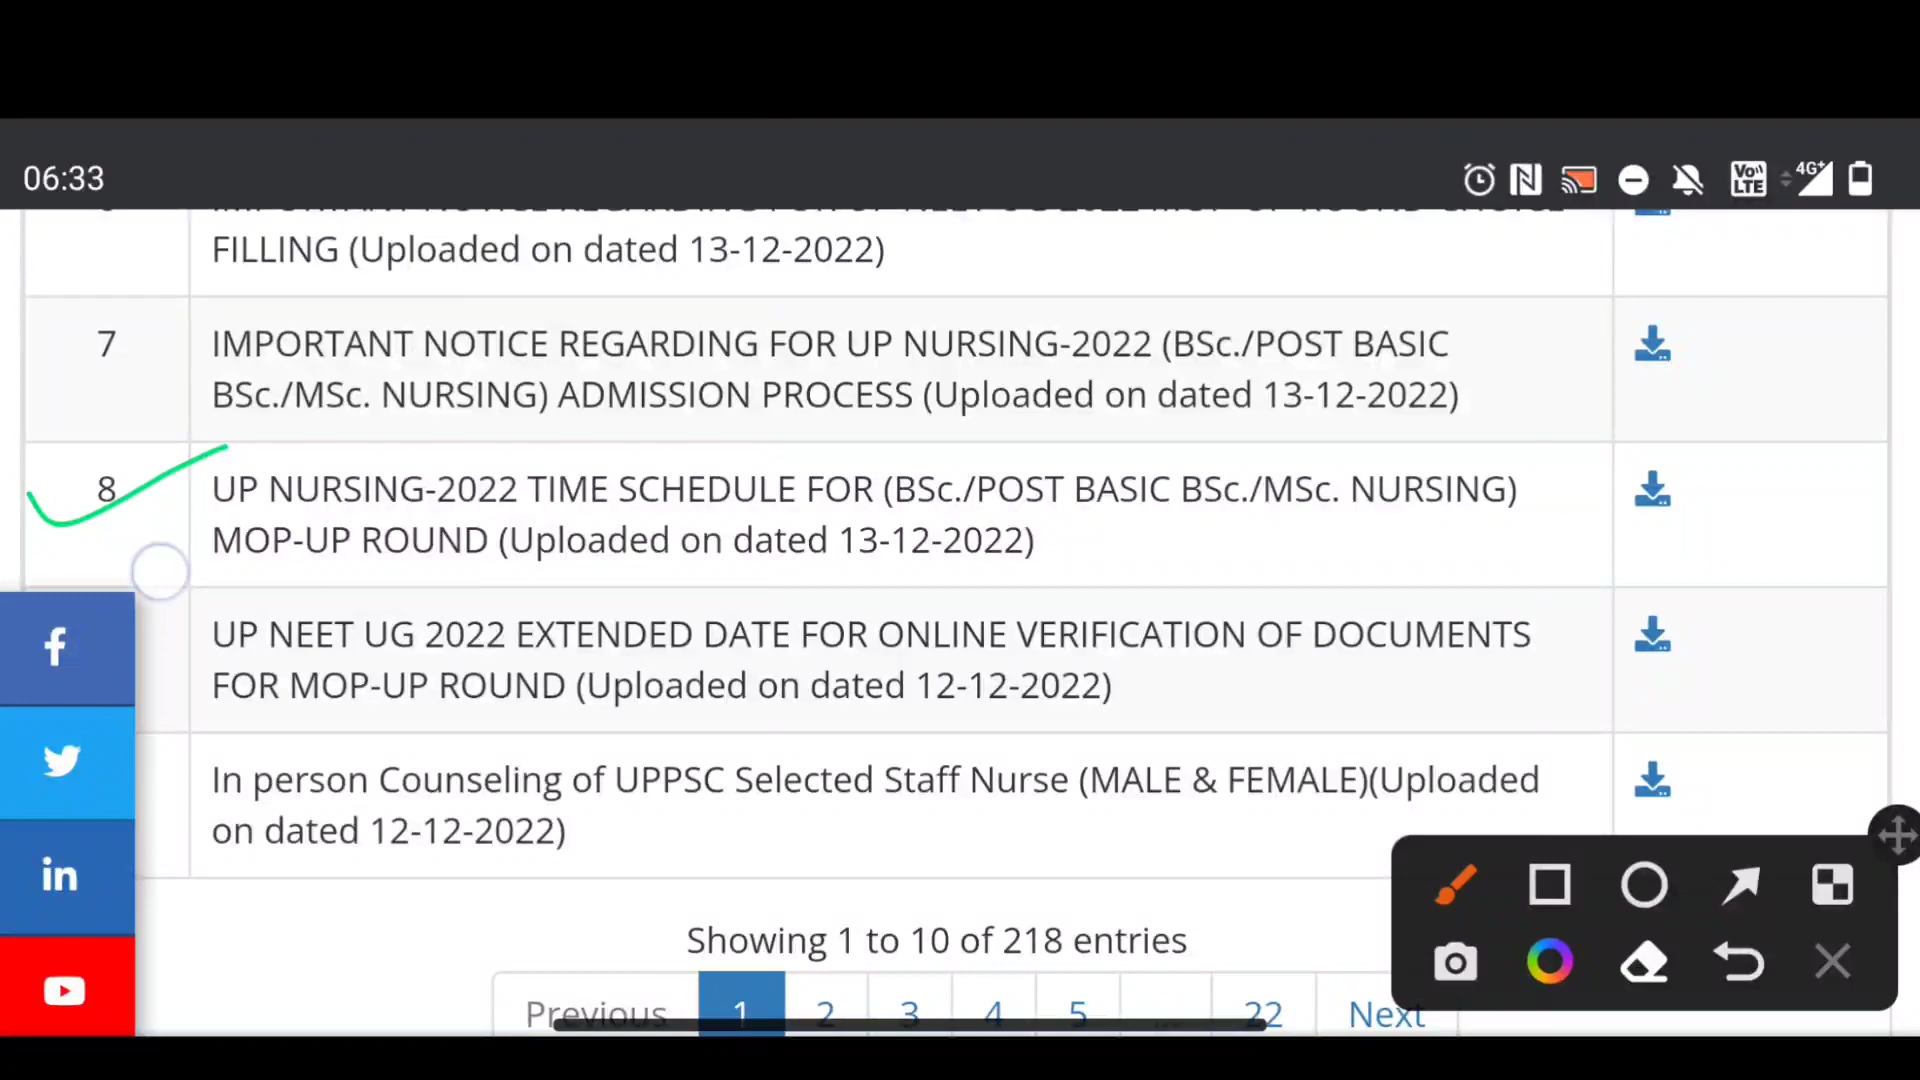 06:33
Vo
LTE
4G+
FILLING (Uploaded on dated 13-12-2022)
7
IMPORTANT NOTICE REGARDING FOR UP NURSING-2022 (BSc./POST BASIC
BSc./MSc. NURSING) ADMISSION PROCESS (Uploaded on dated 13-12-2022)
8
UP NURSING-2022 TIME SCHEDULE FOR (BSc./POST BASIC BSc./MSc. NURSING)
MOP-UP ROUND (Uploaded on dated 13-12-2022)
UP NEET UG 2022 EXTENDED DATE FOR ONLINE VERIFICATION OF DOCUMENTS
FOR MOP-UP ROUND (Uploaded on dated 12-12-2022)
In person Counseling of UPPSC Selected Staff Nurse (MALE & FEMALE)(Uploaded
on dated 12-12-2022)
Showing 1 to 10 of 218 entries
Previous 1 2 3 4 5 ... 22 Next